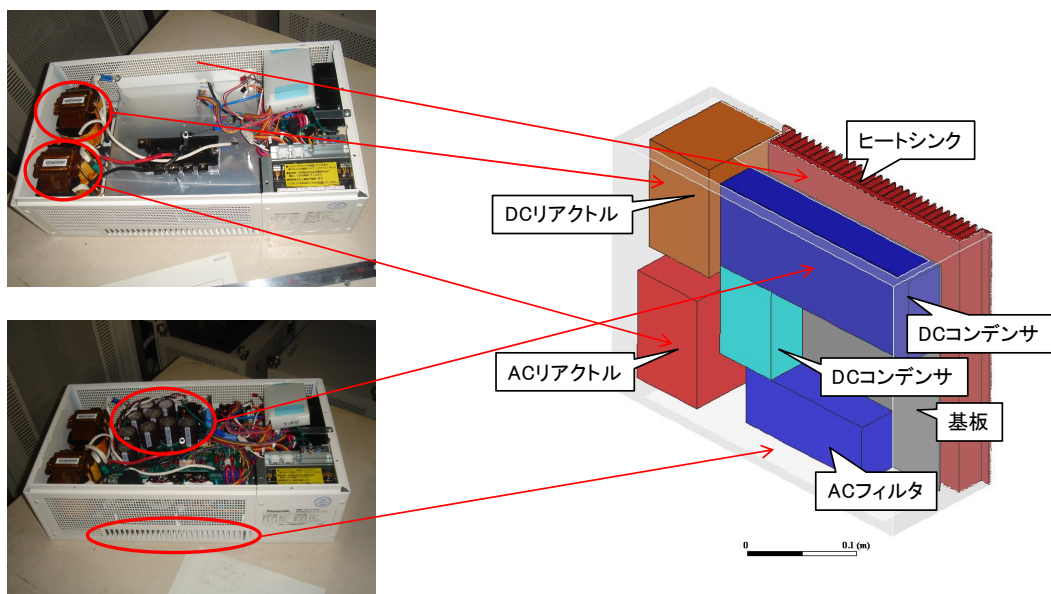 ヒートシンク
DCリアクトル
DCコンデンサ
ACリアクトル
DCコンデンサ
基板
ACフィルタ
0
0.1 (m)
Panasonic